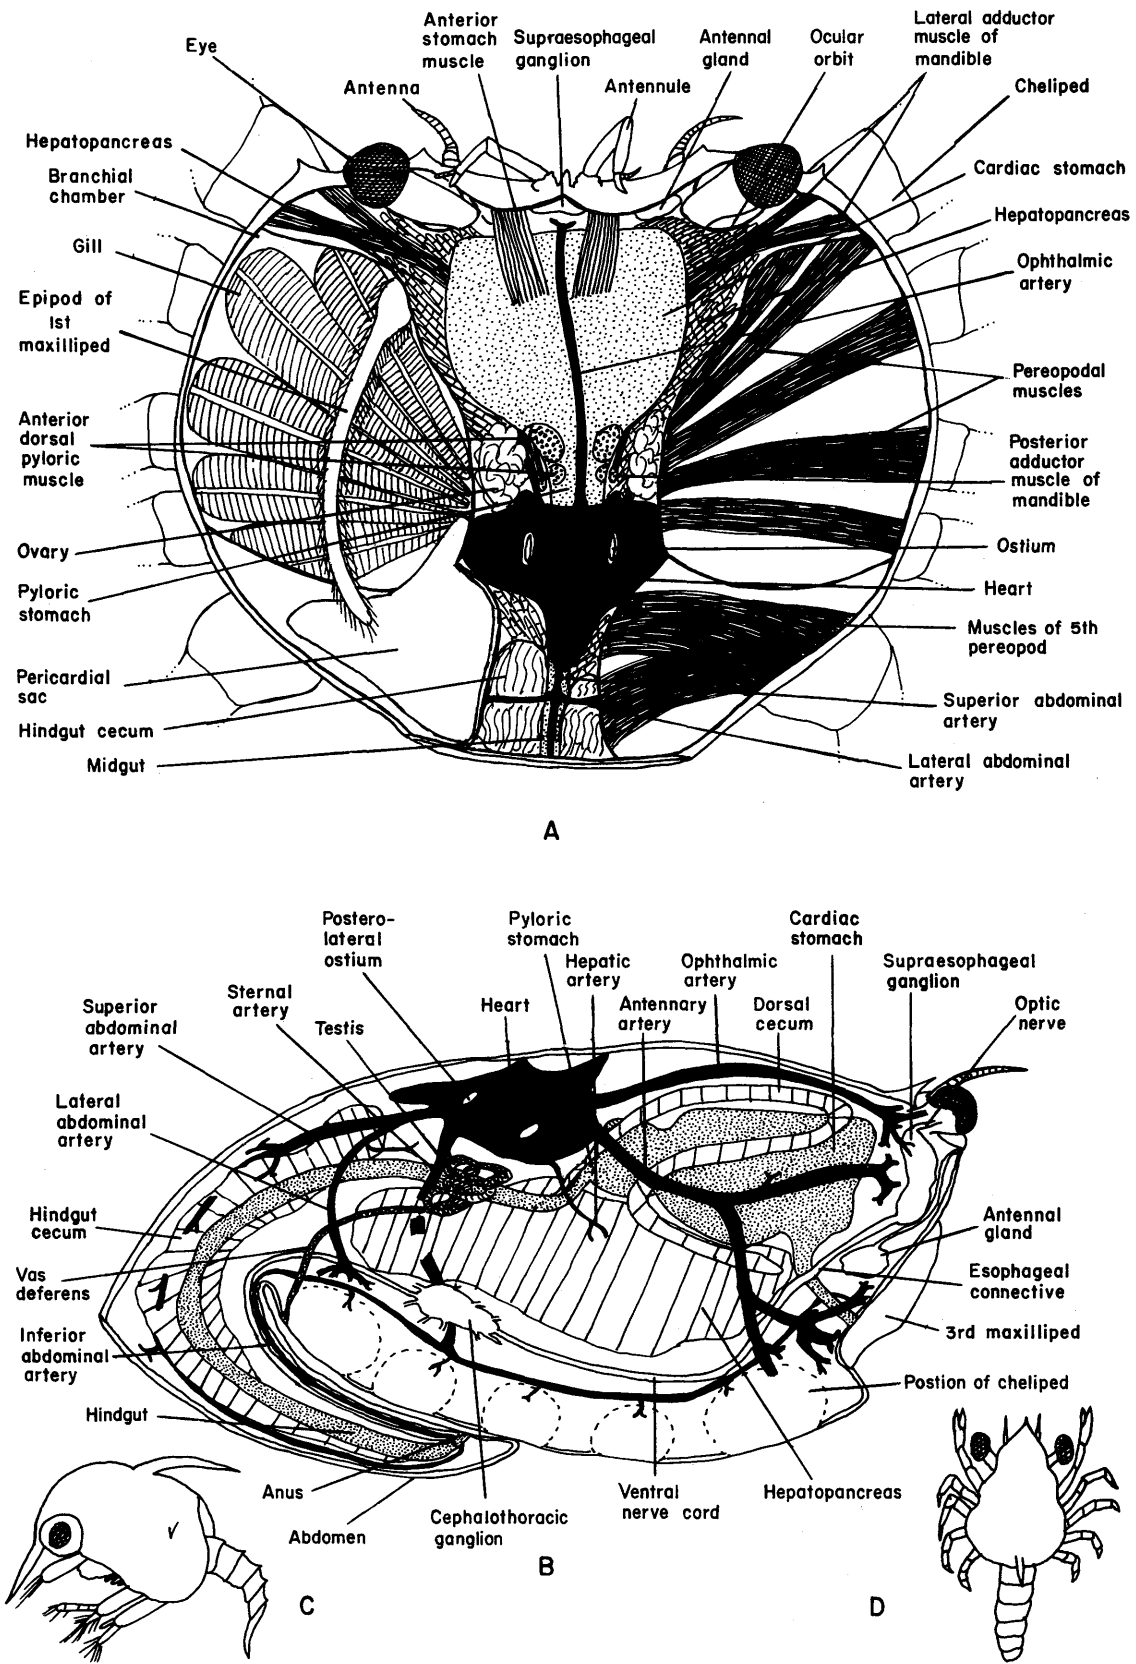 Anterior
stomach
muscle
Supraesophageal
ganglion
Antennal
gland
Ocular
orbit
Lateral adductor
muscle of
mandible
Eye
Antenna
Antennule
Cheliped
Hepatopancreas
Branchial
chamber
Gill
Epipod of
1st
maxilliped
Anterior
dorsal
pyloric
muscle
Ovary
Pyloric
stomach
Pericardial
sac
Hindgut cecum
Midgut
Cardiac stomach
Hepatopancreas
Ophthalmic
artery
Pereopodal
muscles
Posterior
adductor
muscle of
mandible
Ostium
Heart
Muscles of 5th
pereopod
Superior abdominal
artery
Lateral abdominal
artery
A
Postero-
lateral
ostium
Pyloric
stomach
Cardiac
stomach
Hepatic
artery
Ophthalmic
artery
Supraesophageal
ganglion
Superior
abdominal
artery
Sternal
artery
Testis
Heart
Antennary
artery
Dorsal
cecum
Optic
nerve
Lateral
abdominal
artery
Hindgut
cecum
Vas
deferens
Inferior
abdominal
artery
Hindgut
Anus
Abdomen
Cephalothoracic
ganglion
Ventral
nerve cord
Hepatopancreas
Antennal
gland
Esophageal
connective
3rd maxilliped
Postion of cheliped
B
C
D